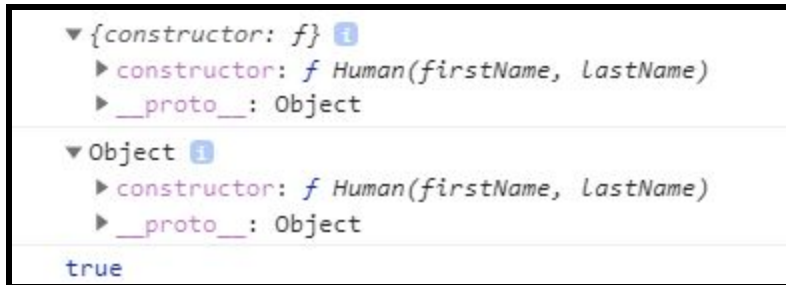 ▼{constructor: ƒ} i
▶constructor: ƒ Human(firstName, lastName)
▶__proto__: Object
▼Object i
▶constructor: ƒ Human(firstName, lastName)
▶__proto__: Object
true